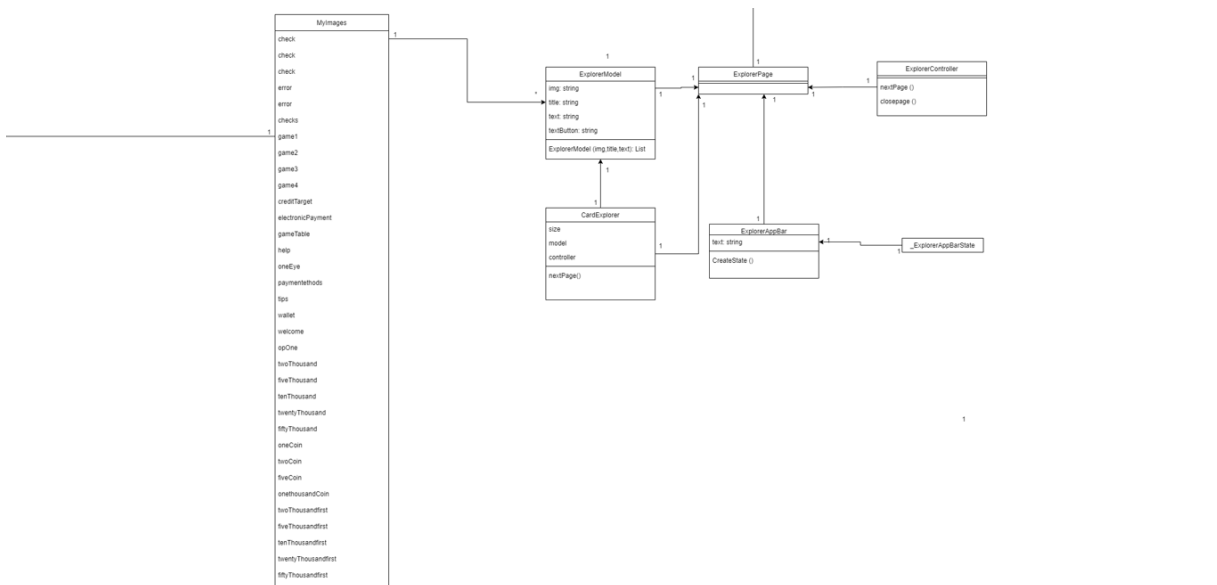 MyImages
check
check
check
error
error
checks
game1
game2
game3
game4
creditTarget
electronicPayment
gameTable
help
oneEye
paymentethods
tips
wallet
welcome
opOne
twoThousand
fiveThousand
tenThousand
twentyThousand
fiftyThousand
oneCoin
twoCoin
fiveCoin
onethousandCoin
twoThousandfirst
fiveThousandfirst
tenThousandfirst
twentyThousandfirst
fiftyThousandfirst
1
1
*
1
ExplorerModel
img: string
title: string
text: string
textButton: string
ExplorerModel (img,title,text): List
1
1
1
1
CardExplorer
size
model
controller
nextPage()
1
1
1
ExplorerPage
1
1
1
ExplorerController
nextPage ()
closepage ()
1
ExplorerAppBar
text: string
CreateState ()
1
1
_ExplorerAppBarState
1